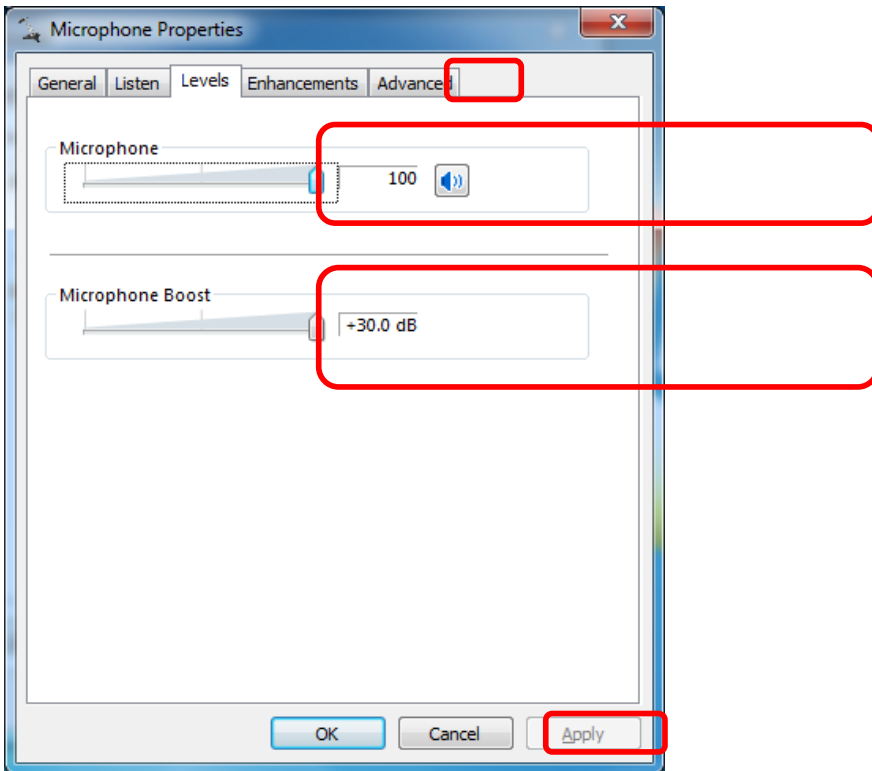 Microphone Properties
General Listen Levels Enhancements Advanced
Microphone
100
Microphone Boost
+30.0 dB
OK Cancel Apply